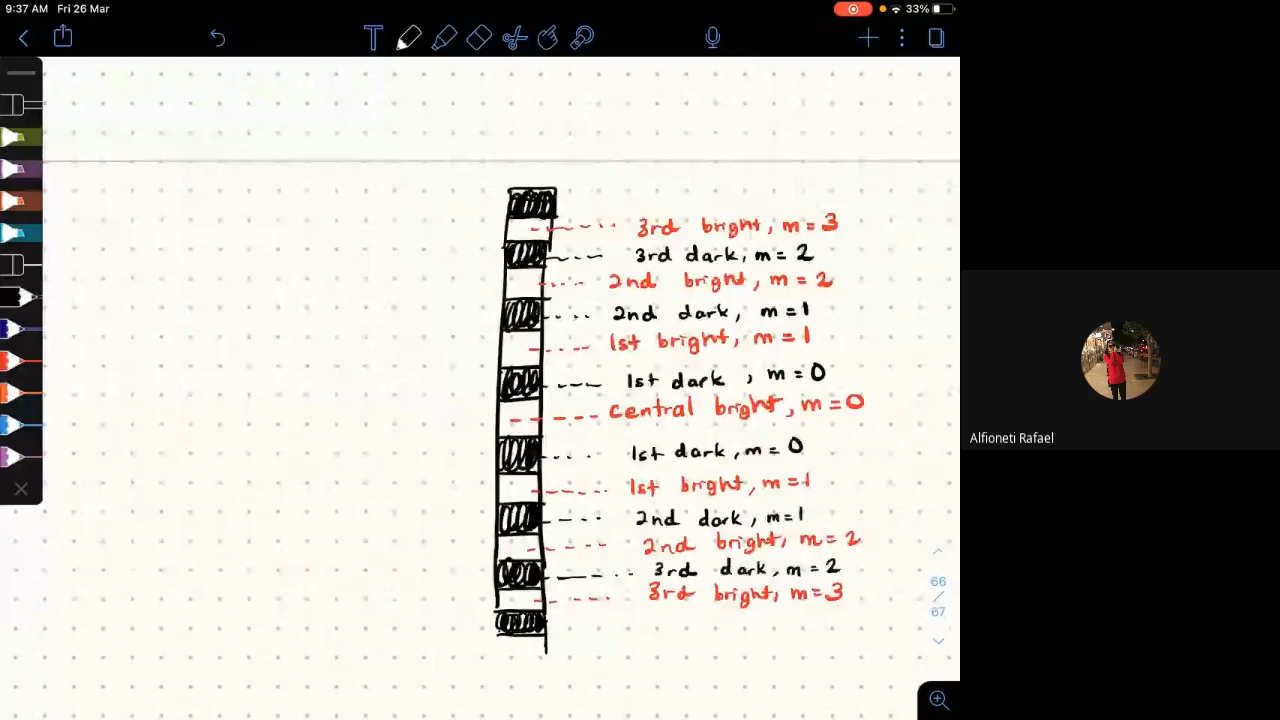 9:37 AM Fri 26 Mar
33%
T
3rd bright, m = 3
3rd dark, m = 2
2nd bright, m = 2
2nd dark, m = 1
1st bright, m = 1
1st dark, m = 0
central bright, m = 0
1st dark, m = 0
1st bright, m = 1
2nd dark, m = 1
2nd bright, m = 2
3rd dark, m = 2
3rd bright, m = 3
66
/
67
Alfioneti Rafael